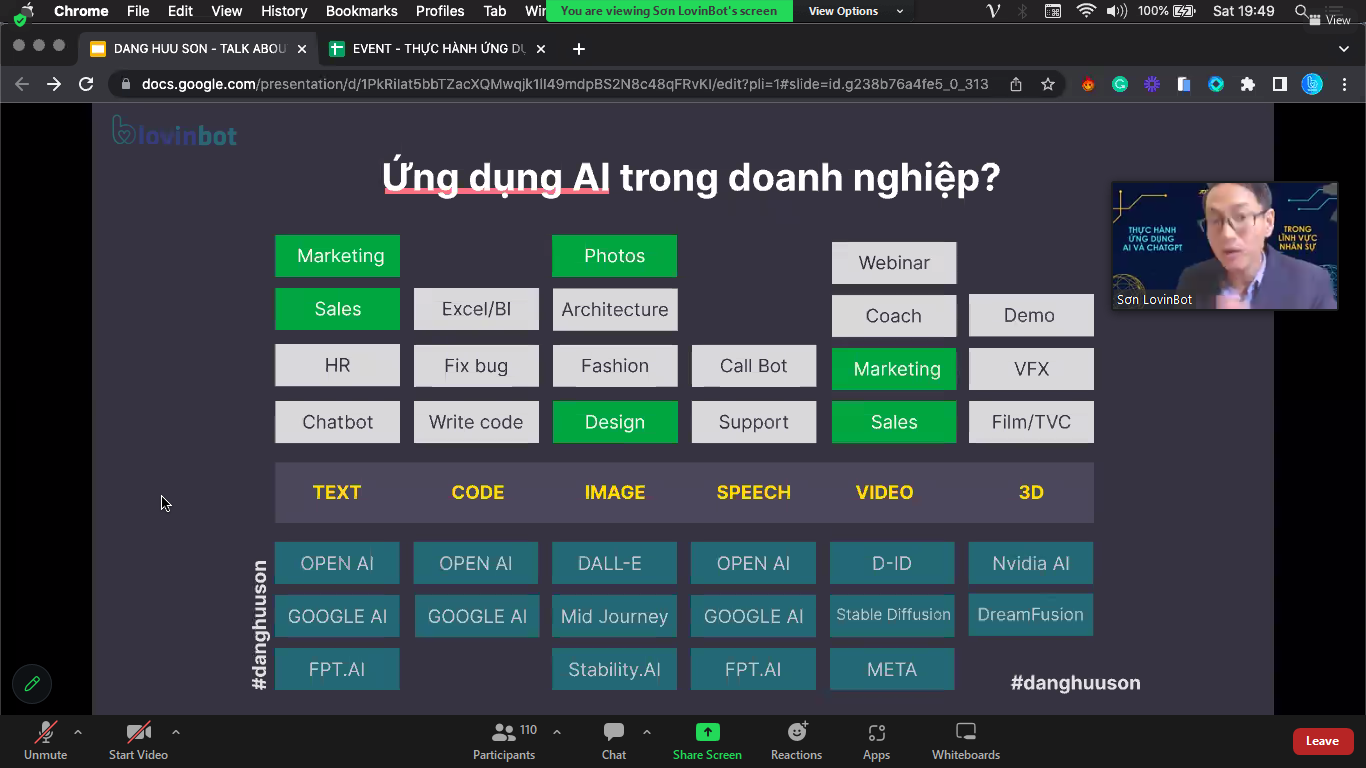 Chrome File Edit View History Bookmarks Profiles Tab Wi
You are viewing Sơn LovinBot's screen
View Options
100%
Sat 19:49
View
DANG HUU SON - TALK ABOU
EVENT - THỰC HÀNH ỨNG DỤ
docs.google.com/presentation/d/1PkRilat5bbTZacXQMwqjk1lI49mdpBS2N8c48qFRvKI/edit?pli=1#slide=id.g238b76a4fe5_0_313
lovinbot
Ứng dụng AI trong doanh nghiệp?
THỰC HÀNH
ỨNG DỤNG
AI VÀ CHATGPT
TRONG
LĨNH VỰC
NHÂN SỰ
Sơn LovinBot
Marketing Photos Webinar
Sales Excel/BI Architecture Coach Demo
HR Fix bug Fashion Call Bot Marketing VFX
Chatbot Write code Design Support Sales Film/TVC
TEXT CODE IMAGE SPEECH VIDEO 3D
OPEN AI OPEN AI DALL-E OPEN AI D-ID Nvidia AI
GOOGLE AI GOOGLE AI Mid Journey GOOGLE AI Stable Diffusion DreamFusion
FPT.AI Stability.AI FPT.AI META
#danghuuson
#danghuuson
Unmute Start Video Participants 110 Chat Share Screen Reactions Apps Whiteboards Leave